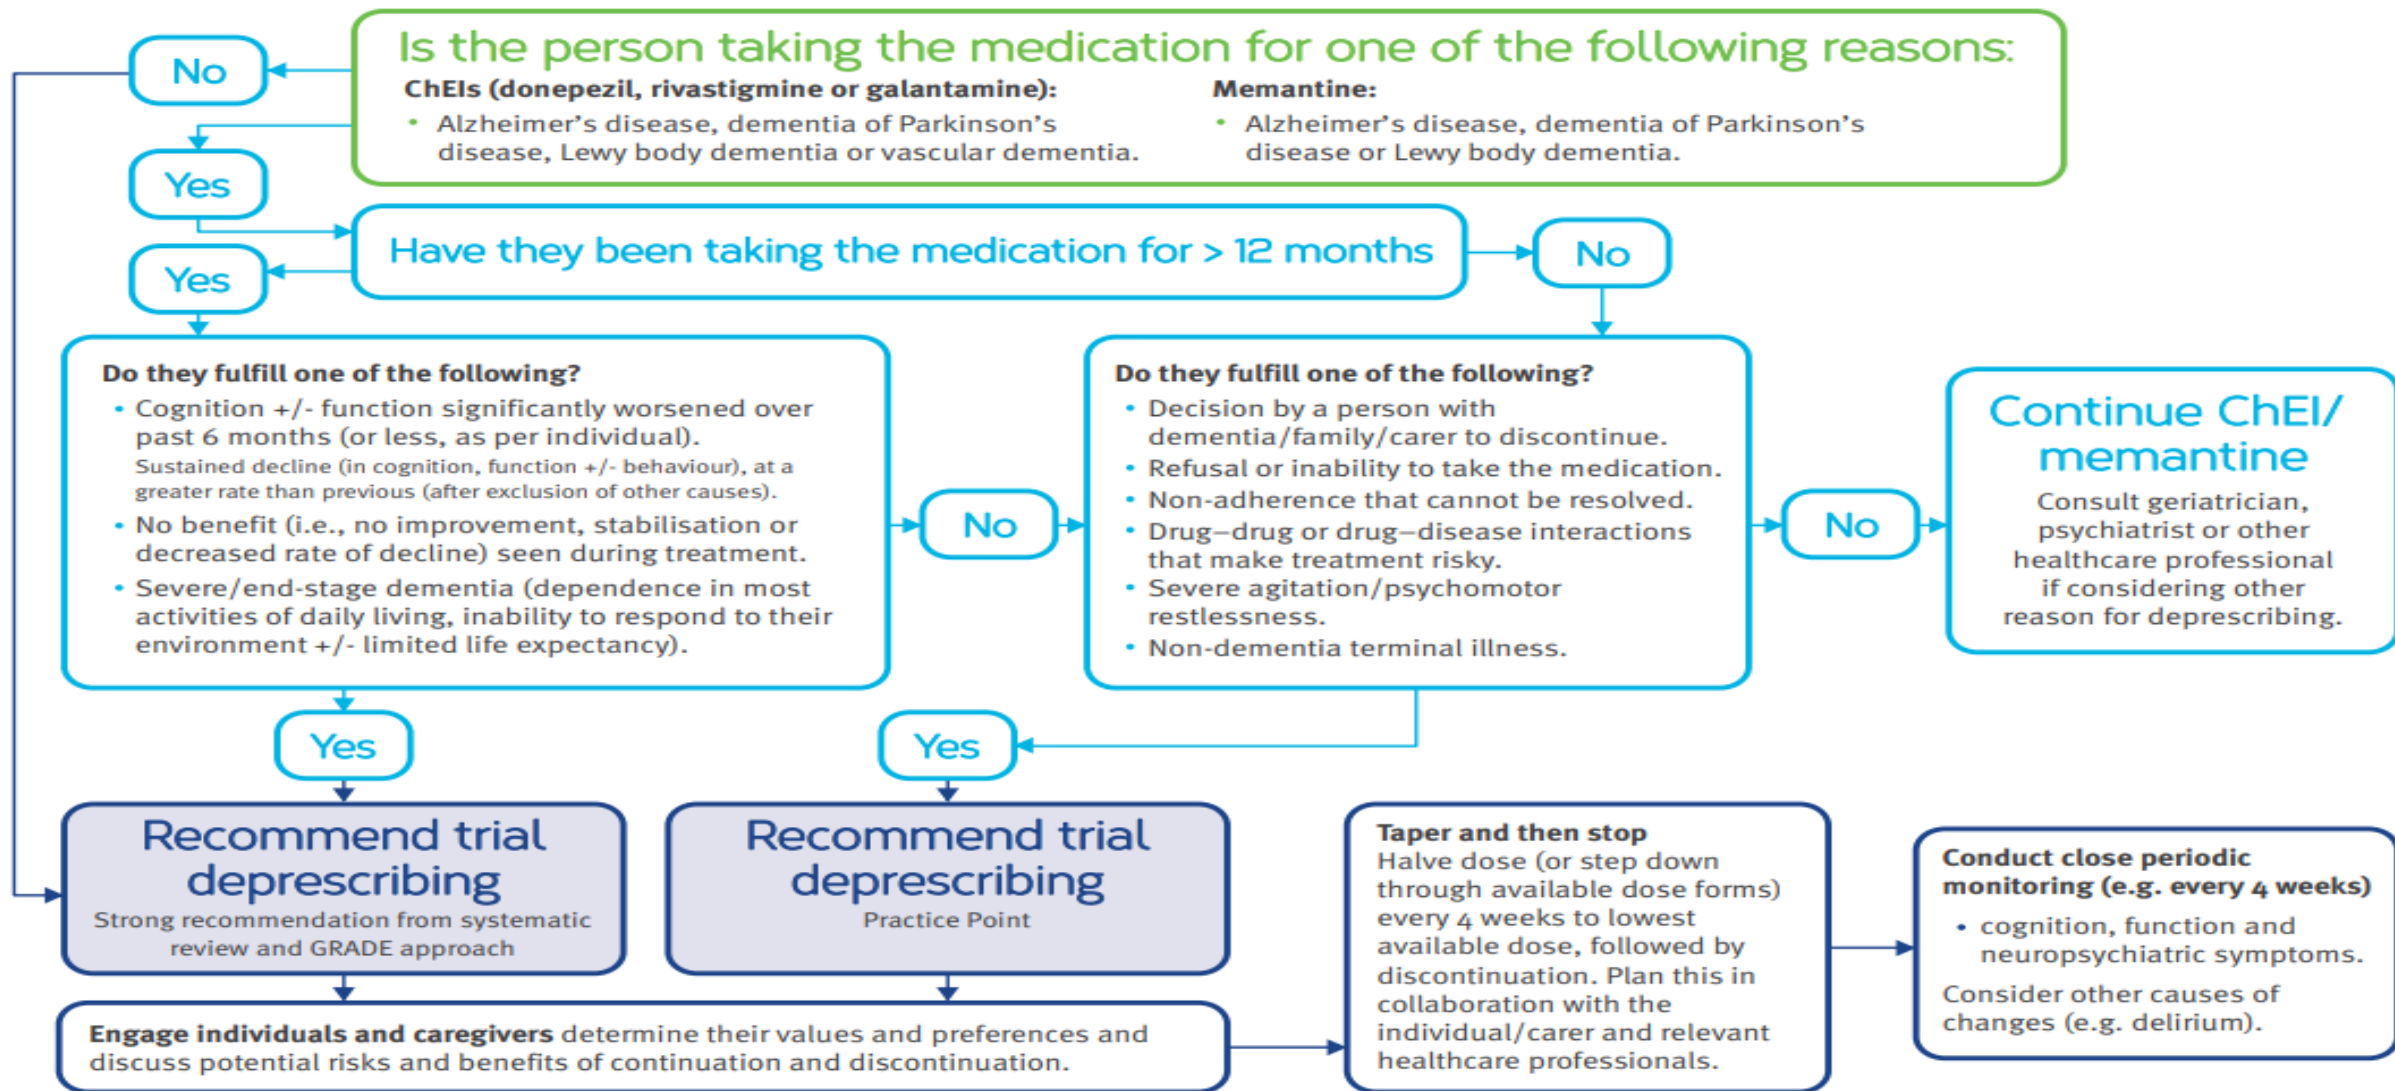 Is the person taking the medication for one of the following reasons:
ChEIs (donepezil, rivastigmine or galantamine):
• Alzheimer's disease, dementia of Parkinson's
disease, Lewy body dementia or vascular dementia.
Memantine:
• Alzheimer's disease, dementia of Parkinson's
disease or Lewy body dementia.
No
Yes
Have they been taking the medication for > 12 months
Yes
No
Do they fulfill one of the following?
• Cognition +/- function significantly worsened over
past 6 months (or less, as per individual).
Sustained decline (in cognition, function +/- behaviour), at a
greater rate than previous (after exclusion of other causes).
• No benefit (i.e., no improvement, stabilisation or
decreased rate of decline) seen during treatment.
• Severe/end-stage dementia (dependence in most
activities of daily living, inability to respond to their
environment +/- limited life expectancy).
No
Do they fulfill one of the following?
• Decision by a person with
dementia/family/carer to discontinue.
• Refusal or inability to take the medication.
• Non-adherence that cannot be resolved.
• Drug–drug or drug–disease interactions
that make treatment risky.
• Severe agitation/psychomotor
restlessness.
• Non-dementia terminal illness.
No
Continue ChEI/
memantine
Consult geriatrician,
psychiatrist or other
healthcare professional
if considering other
reason for deprescribing.
Yes
Yes
Recommend trial
deprescribing
Strong recommendation from systematic
review and GRADE approach
Recommend trial
deprescribing
Practice Point
Engage individuals and caregivers determine their values and preferences and
discuss potential risks and benefits of continuation and discontinuation.
Taper and then stop
Halve dose (or step down
through available dose forms)
every 4 weeks to lowest
available dose, followed by
discontinuation. Plan this in
collaboration with the
individual/carer and relevant
healthcare professionals.
Conduct close periodic
monitoring (e.g. every 4 weeks)
• cognition, function and
neuropsychiatric symptoms.
Consider other causes of
changes (e.g. delirium).